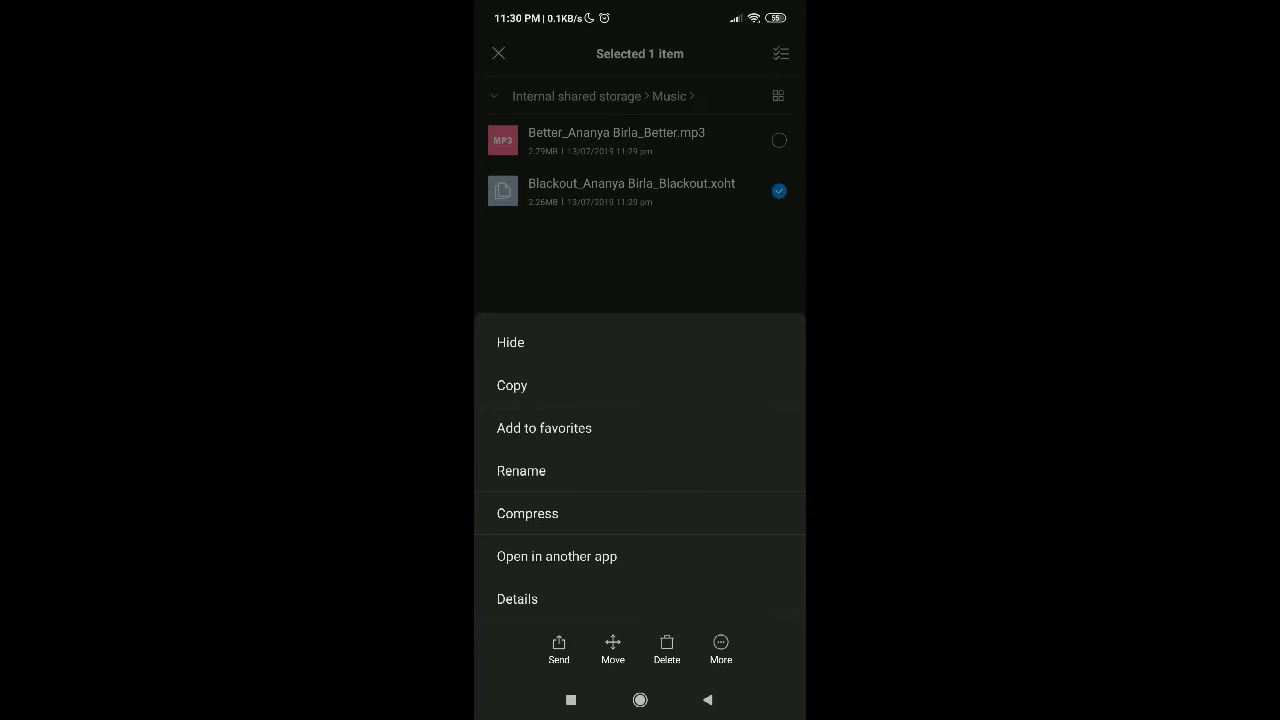 11:30 PM | 0.1KB/s 55
Selected 1 item
Internal shared storage > Music >
MP3 Better_Ananya Birla_Better.mp3
2.79MB | 13/07/2019 11:29 pm
Blackout_Ananya Birla_Blackout.xoht
2.26MB | 13/07/2019 11:29 pm
Hide
Copy
Add to favorites
Rename
Compress
Open in another app
Details
Send Move Delete More